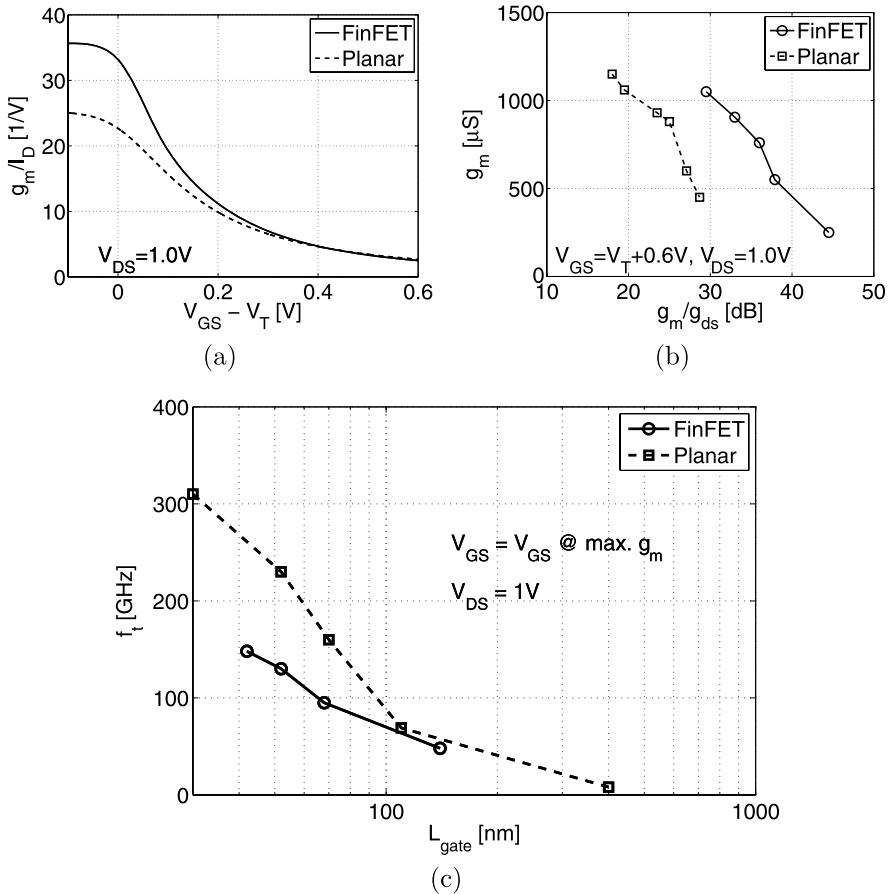 40
30
20
10
0
g_m/I_D [1/V]
FinFET
Planar
V_DS=1.0V
0 0.2 0.4 0.6
V_GS − V_T [V]
(a)
1500
1000
500
0
g_m [µS]
FinFET
Planar
V_GS=V_T+0.6V, V_DS=1.0V
10 20 30 40 50
g_m/g_ds [dB]
(b)
400
300
200
100
0
f_t [GHz]
FinFET
Planar
V_GS = V_GS @ max. g_m
V_DS = 1V
100 1000
L_gate [nm]
(c)